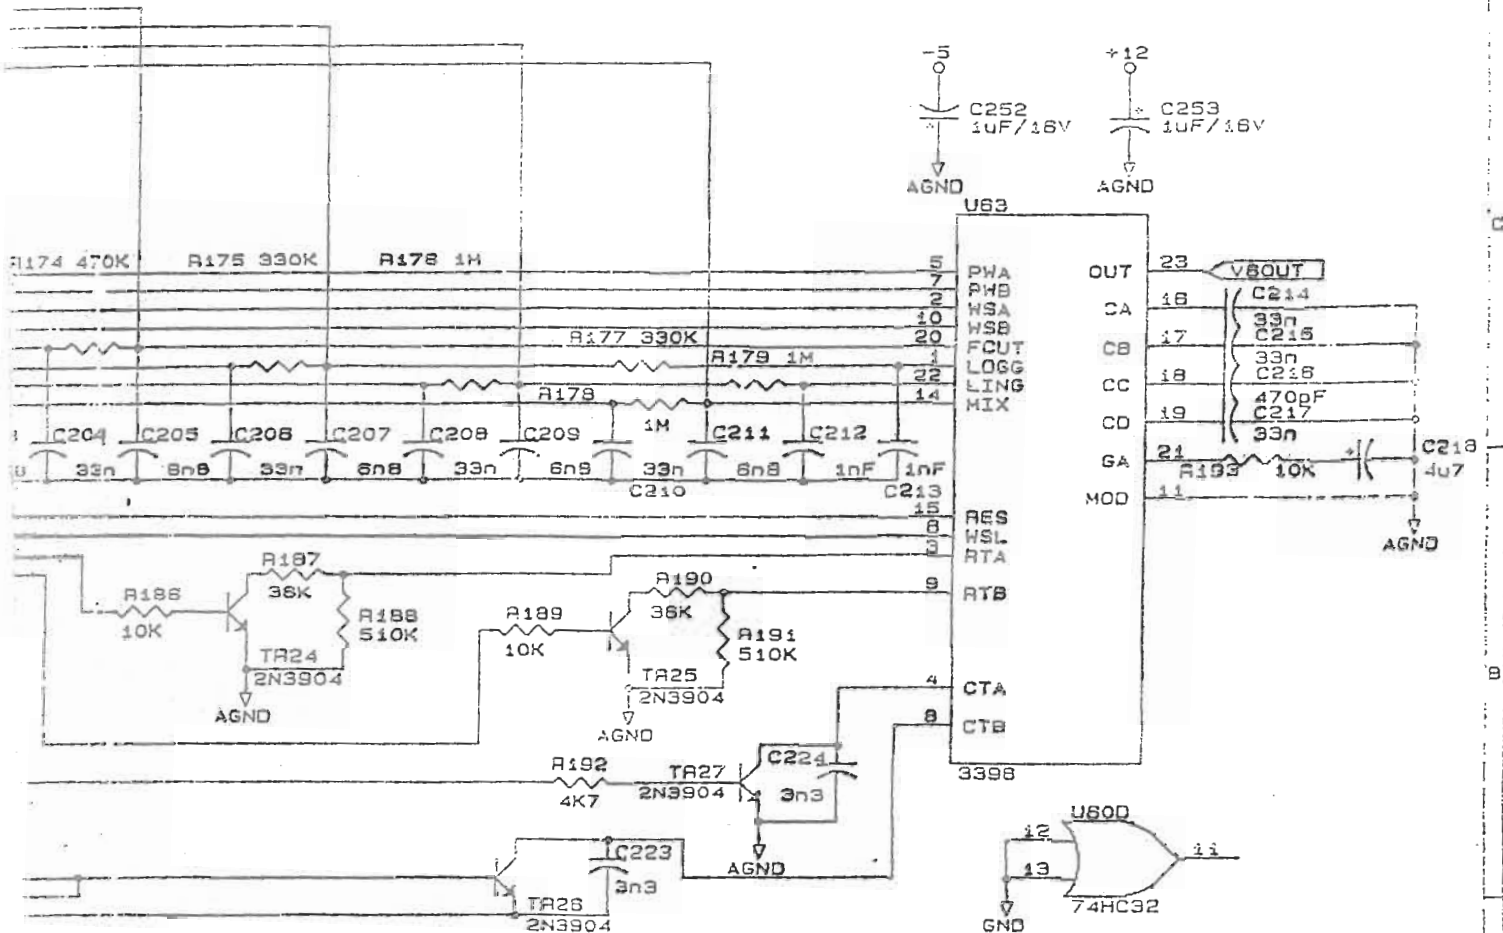 -5
+12
C252
1uF/16V
C253
1uF/16V
AGND
AGND
U63
R174 470K
R175 330K
R178 1M
5
PWA
OUT
23
V6OUT
7
PWB
2
WSA
CA
16
C214
33n
10
WSB
R177 330K
20
FCUT
CB
17
C215
33n
R179 1M
1
LOGG
22
LING
CC
18
C216
470pF
R179
14
MIX
1M
CD
19
C217
33n
C204
C205
C206
C207
C208
C209
C211
C212
33n
6n8
33n
6n8
33n
6n8
33n
6n8
1nF
1nF
C210
C213
GA
21
R193
10K
C218
4u7
MOD
11
AGND
15
RES
8
WSL
3
RTA
R187
36K
R186
10K
R188
510K
TR24
2N3904
AGND
R190
36K
9
RTB
R189
10K
R191
510K
TR25
2N3904
AGND
4
CTA
8
CTB
R192
4K7
TR27
2N3904
C224
3n3
AGND
3396
C223
3n3
TR26
2N3904
U60D
12
13
11
74HC32
GND
C
B